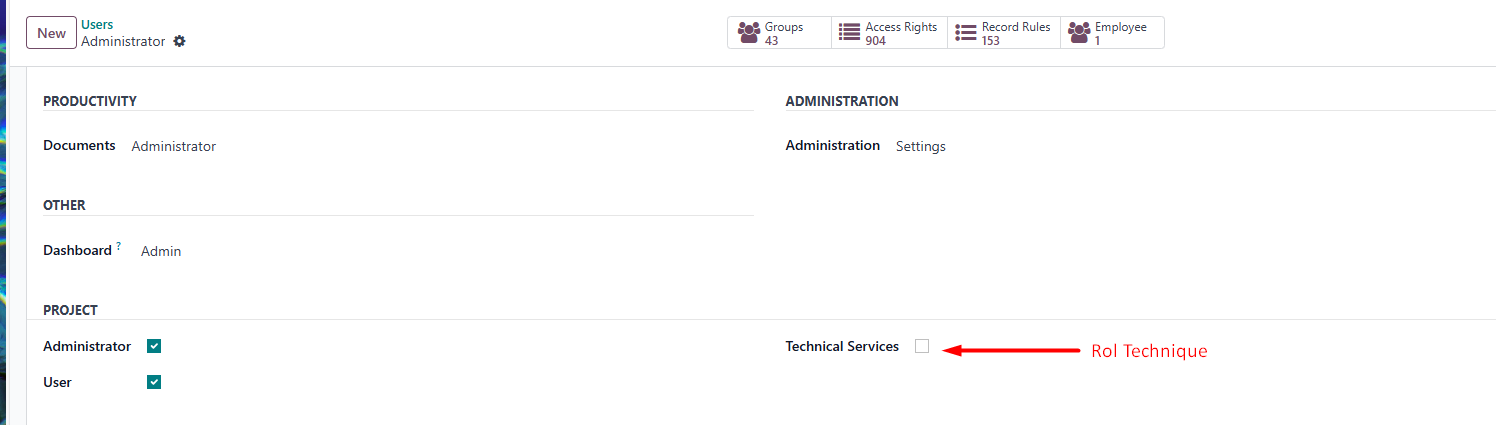 New
Users
Administrator
Groups
43
Access Rights
904
Record Rules
153
Employee
1
PRODUCTIVITY
ADMINISTRATION
Documents Administrator
Administration Settings
OTHER
Dashboard ? Admin
PROJECT
Administrator
Technical Services
Rol Technique
User